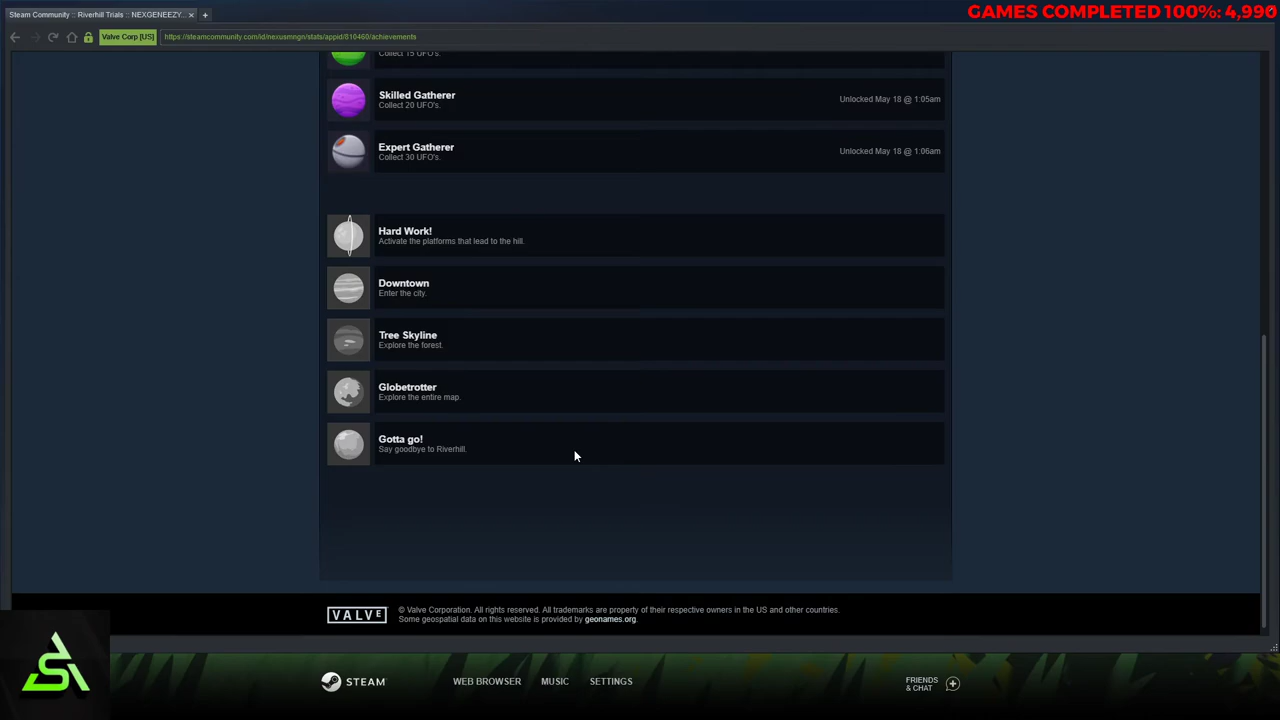 GAMES COMPLETED 100%: 4,990
Steam Community :: Riverhill Trials :: NEXGENEEZY...
Valve Corp [US]
https://steamcommunity.com/id/nexusmngn/stats/appid/810460/achievements
Collect 15 UFO's.
Skilled Gatherer
Collect 20 UFO's.
Unlocked May 18 @ 1:05am
Expert Gatherer
Collect 30 UFO's.
Unlocked May 18 @ 1:06am
Hard Work!
Activate the platforms that lead to the hill.
Downtown
Enter the city.
Tree Skyline
Explore the forest.
Globetrotter
Explore the entire map.
Gotta go!
Say goodbye to Riverhill.
VALVE
© Valve Corporation. All rights reserved. All trademarks are property of their respective owners in the US and other countries.
Some geospatial data on this website is provided by geonames.org.
STEAM
WEB BROWSER
MUSIC
SETTINGS
FRIENDS
& CHAT